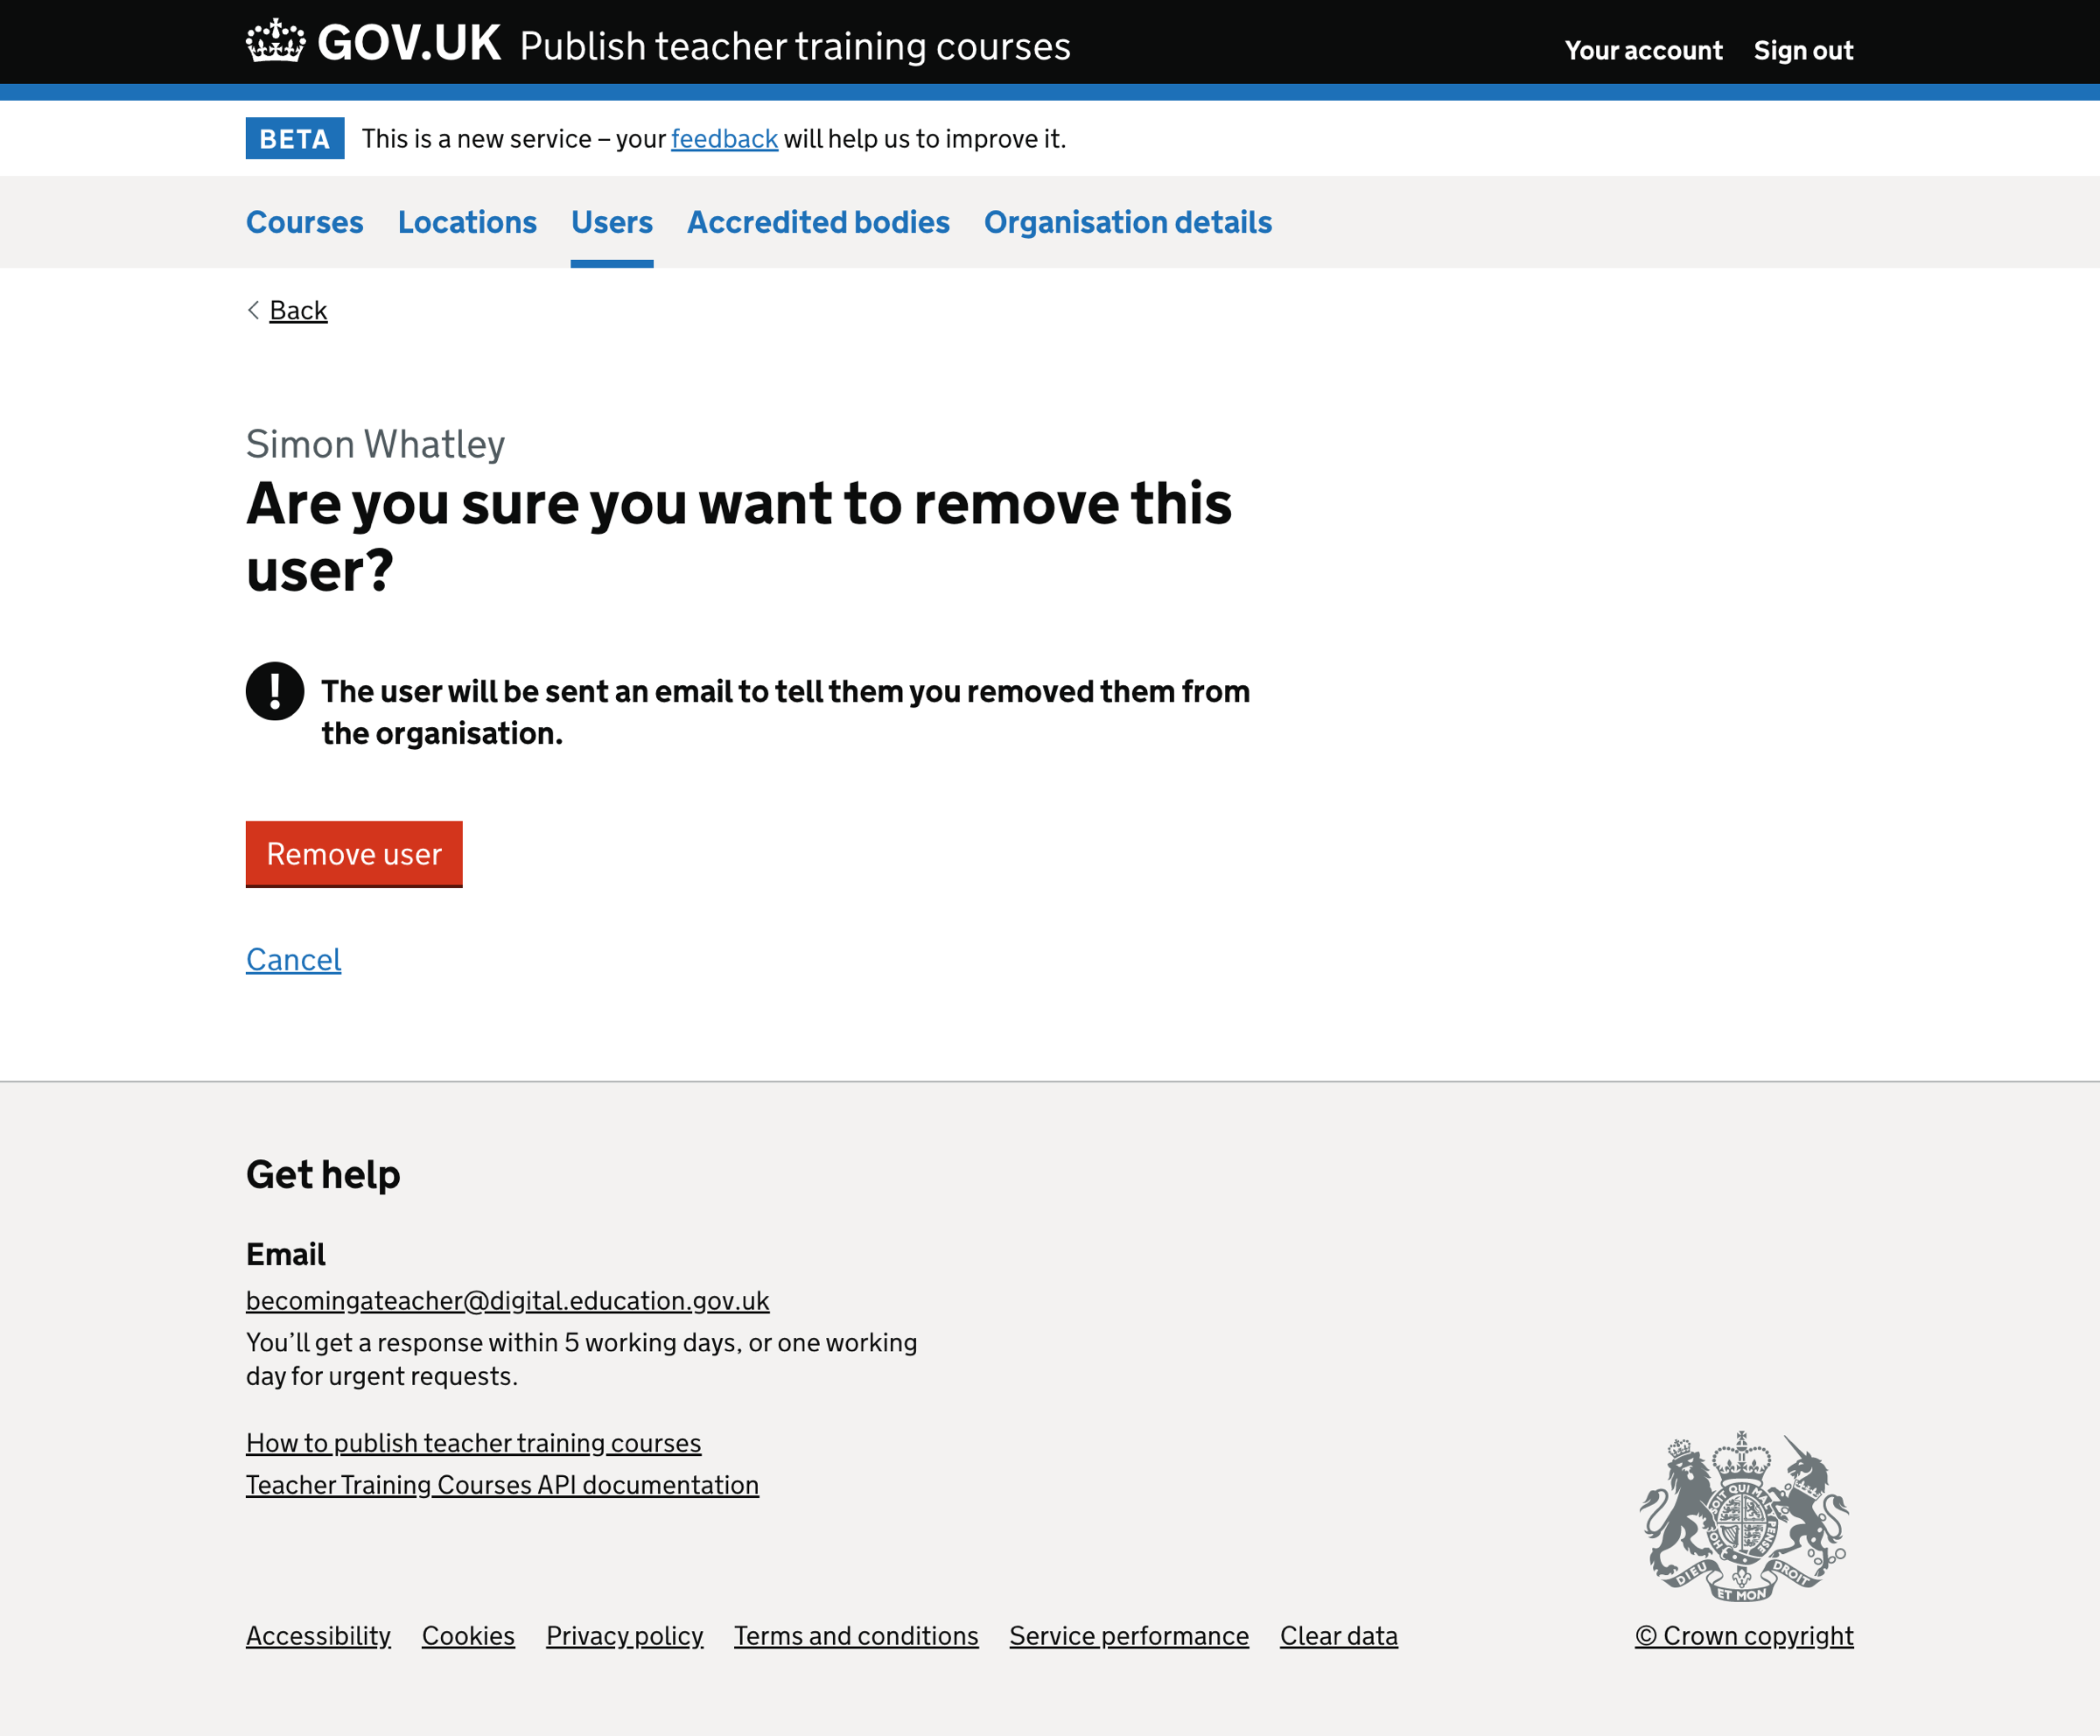 GOV.UK Publish teacher training courses
Your account Sign out
BETA This is a new service – your feedback will help us to improve it.
Courses Locations Users Accredited bodies Organisation details
Back
Simon Whatley
Are you sure you want to remove this
user?
! The user will be sent an email to tell them you removed them from
the organisation.
Remove user
Cancel
Get help
Email
becomingateacher@digital.education.gov.uk
You’ll get a response within 5 working days, or one working
day for urgent requests.
How to publish teacher training courses
Teacher Training Courses API documentation
SOIT QUI MAL Y PENSE
DIEU ET MON DROIT
Accessibility Cookies Privacy policy Terms and conditions Service performance Clear data
© Crown copyright